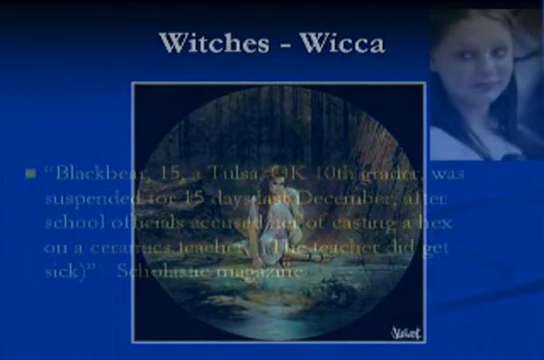 Witches - Wicca
"Blackbear, 15, a Tulsa, OK 10th grader, was
suspended for 15 days last December, after
school officials accused her of casting a hex
on a ceramics teacher. (The teacher did get
sick)" - Scholastic magazine